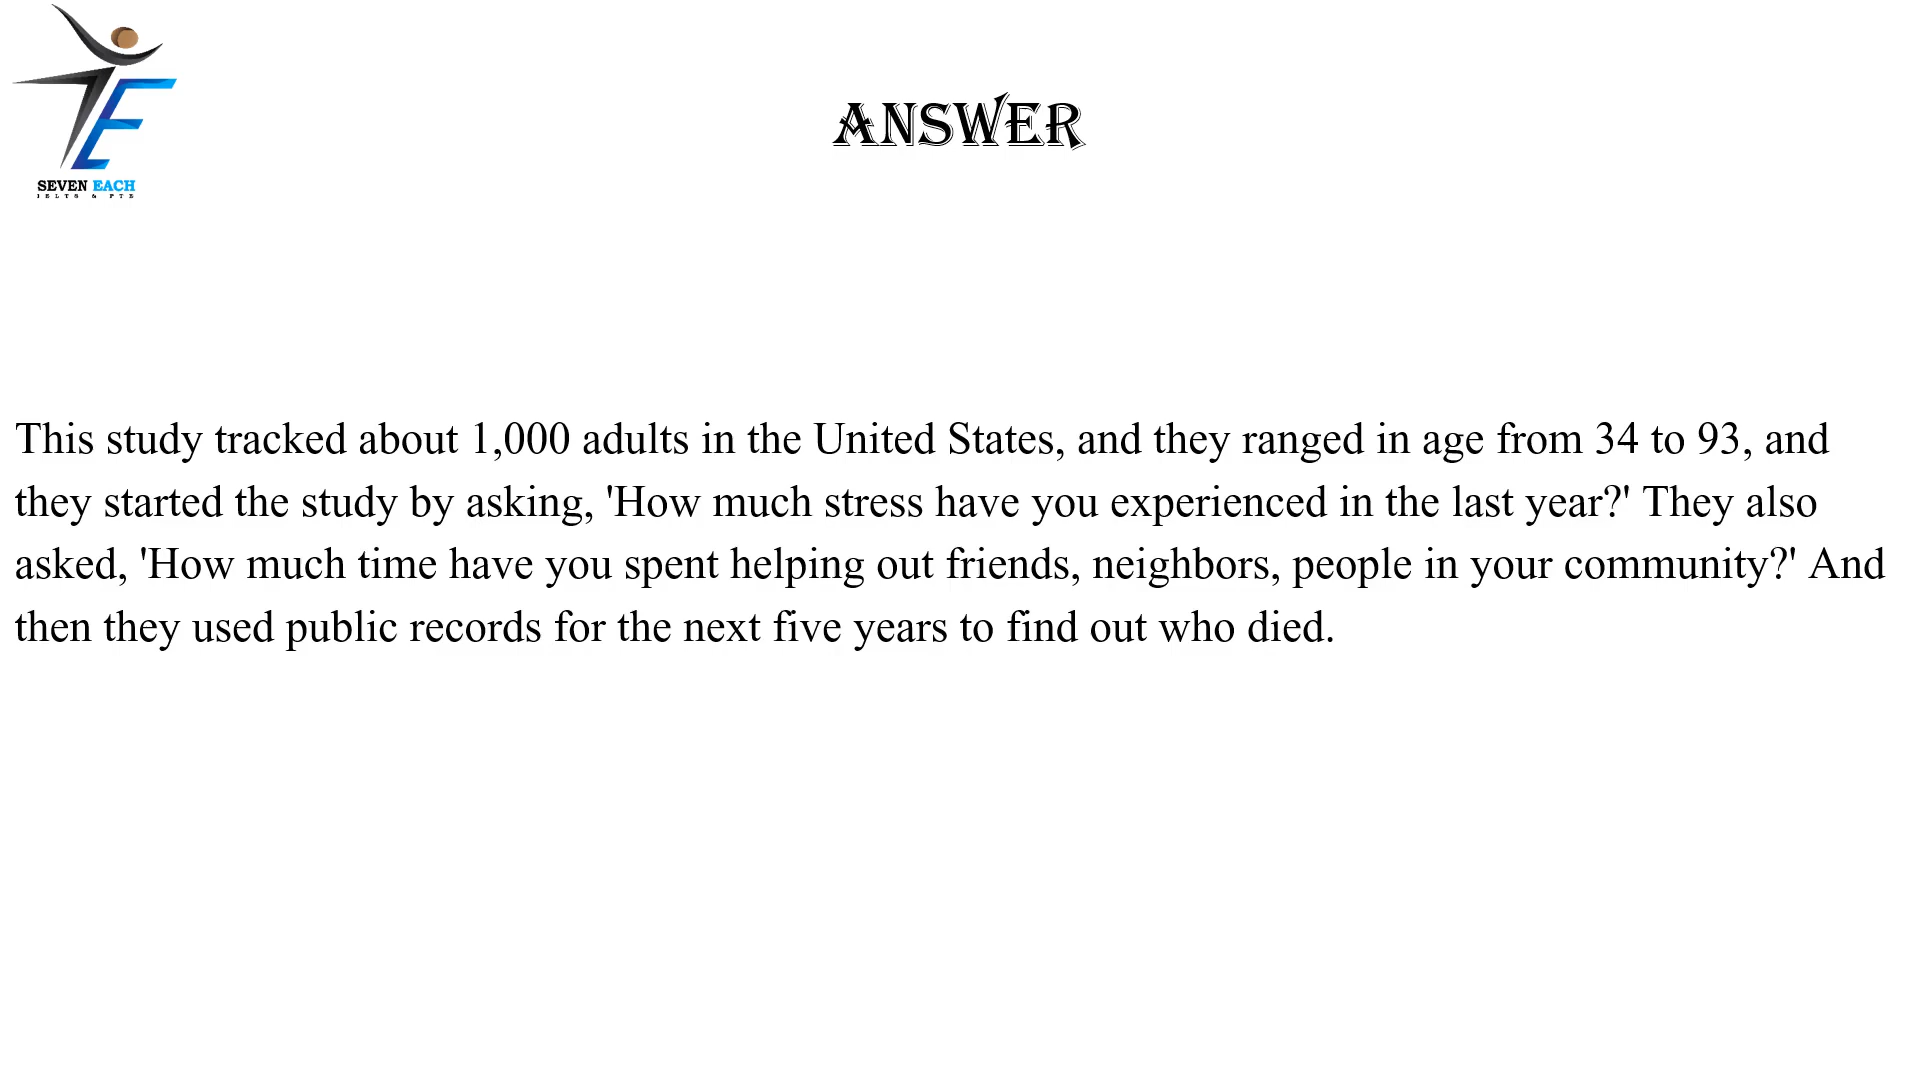 SEVEN EACH
IELTS & PTE
ANSWER
This study tracked about 1,000 adults in the United States, and they ranged in age from 34 to 93, and
they started the study by asking, 'How much stress have you experienced in the last year?' They also
asked, 'How much time have you spent helping out friends, neighbors, people in your community?' And
then they used public records for the next five years to find out who died.